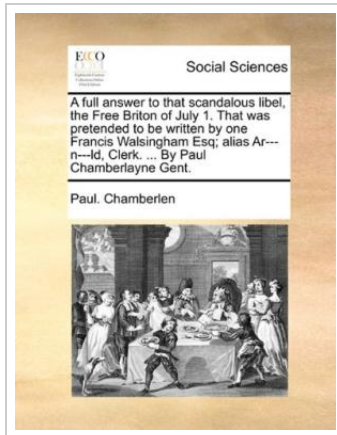 ECCO
Social Sciences
A full answer to that scandalous libel,
the Free Briton of July 1. That was
pretended to be written by one
Francis Walsingham Esq; alias Ar---
n---ld, Clerk. ... By Paul
Chamberlayne Gent.
Paul. Chamberlen